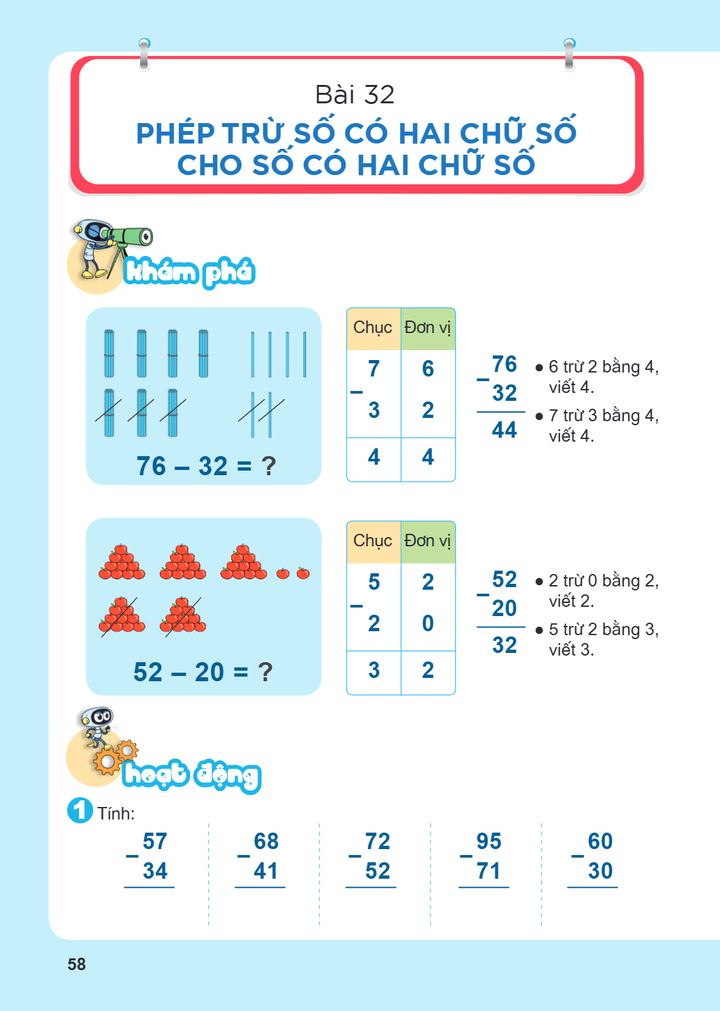 Bài 32
PHÉP TRỪ SỐ CÓ HAI CHỮ SỐ
CHO SỐ CÓ HAI CHỮ SỐ
khám phá
76 – 32 = ?
Chục Đơn vị
7 6
–
3 2
4 4
76
–
32
44
● 6 trừ 2 bằng 4,
viết 4.
● 7 trừ 3 bằng 4,
viết 4.
52 – 20 = ?
Chục Đơn vị
5 2
–
2 0
3 2
52
–
20
32
● 2 trừ 0 bằng 2,
viết 2.
● 5 trừ 2 bằng 3,
viết 3.
hoạt động
1 Tính:
57
–
34
68
–
41
72
–
52
95
–
71
60
–
30
58